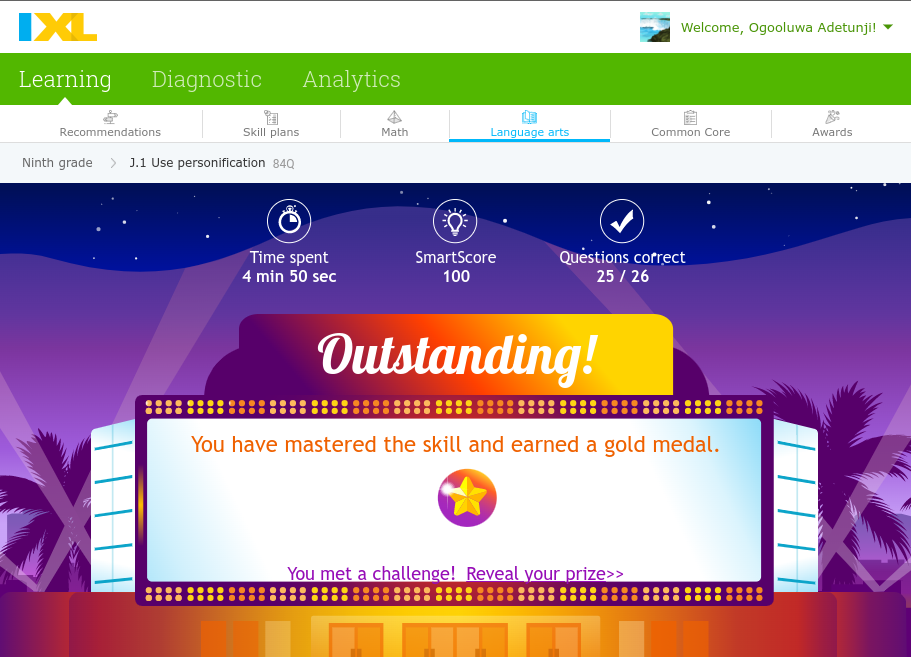 IXL
Welcome, Ogooluwa Adetunji!
Learning Diagnostic Analytics
Recommendations Skill plans Math Language arts Common Core Awards
Ninth grade J.1 Use personification 84Q
Time spent SmartScore Questions correct
4 min 50 sec 100 25 / 26
Outstanding!
You have mastered the skill and earned a gold medal.
You met a challenge! Reveal your prize>>